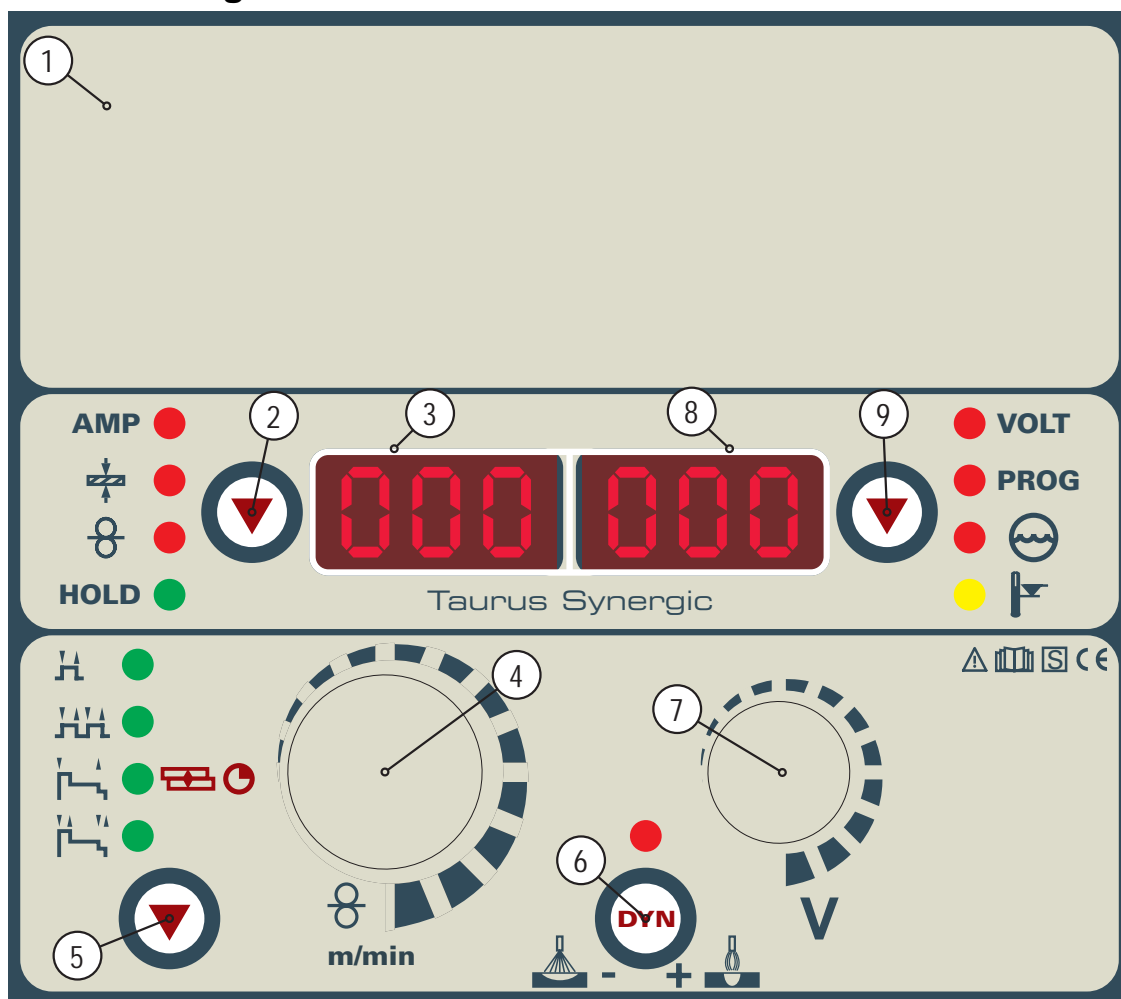 1
2
3
8
9
AMP
VOLT
PROG
HOLD
000 000
Taurus Synergic
S CE
4
7
6
DYN
5
m/min
- +
V